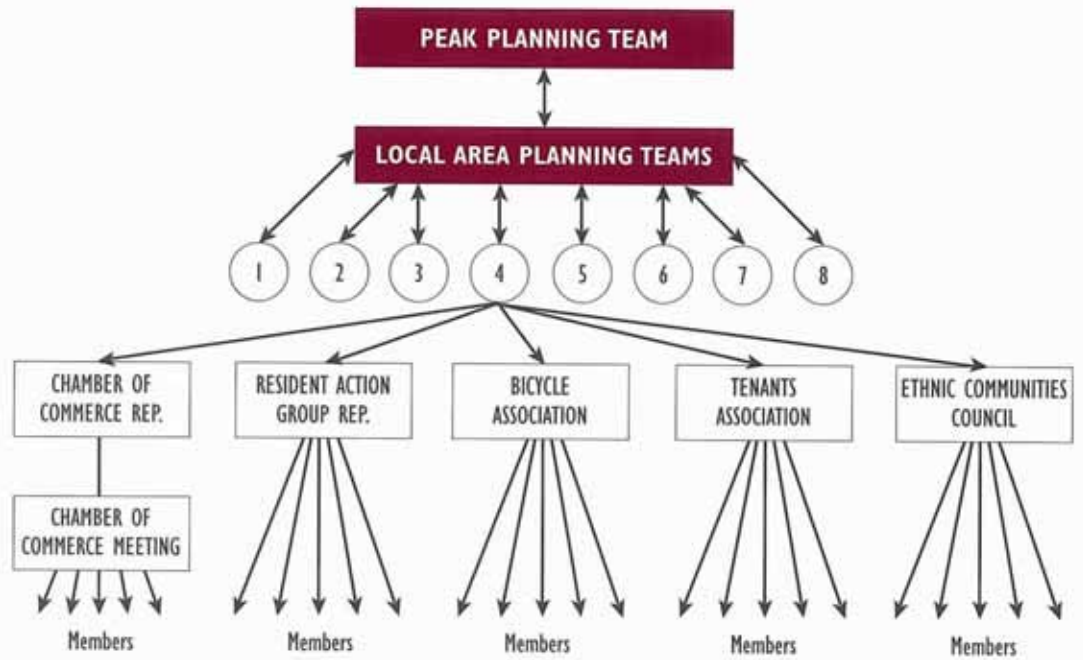 PEAK PLANNING TEAM
LOCAL AREA PLANNING TEAMS
1 2 3 4 5 6 7 8
CHAMBER OF
COMMERCE REP.
RESIDENT ACTION
GROUP REP.
BICYCLE
ASSOCIATION
TENANTS
ASSOCIATION
ETHNIC COMMUNITIES
COUNCIL
CHAMBER OF
COMMERCE MEETING
Members Members Members Members Members